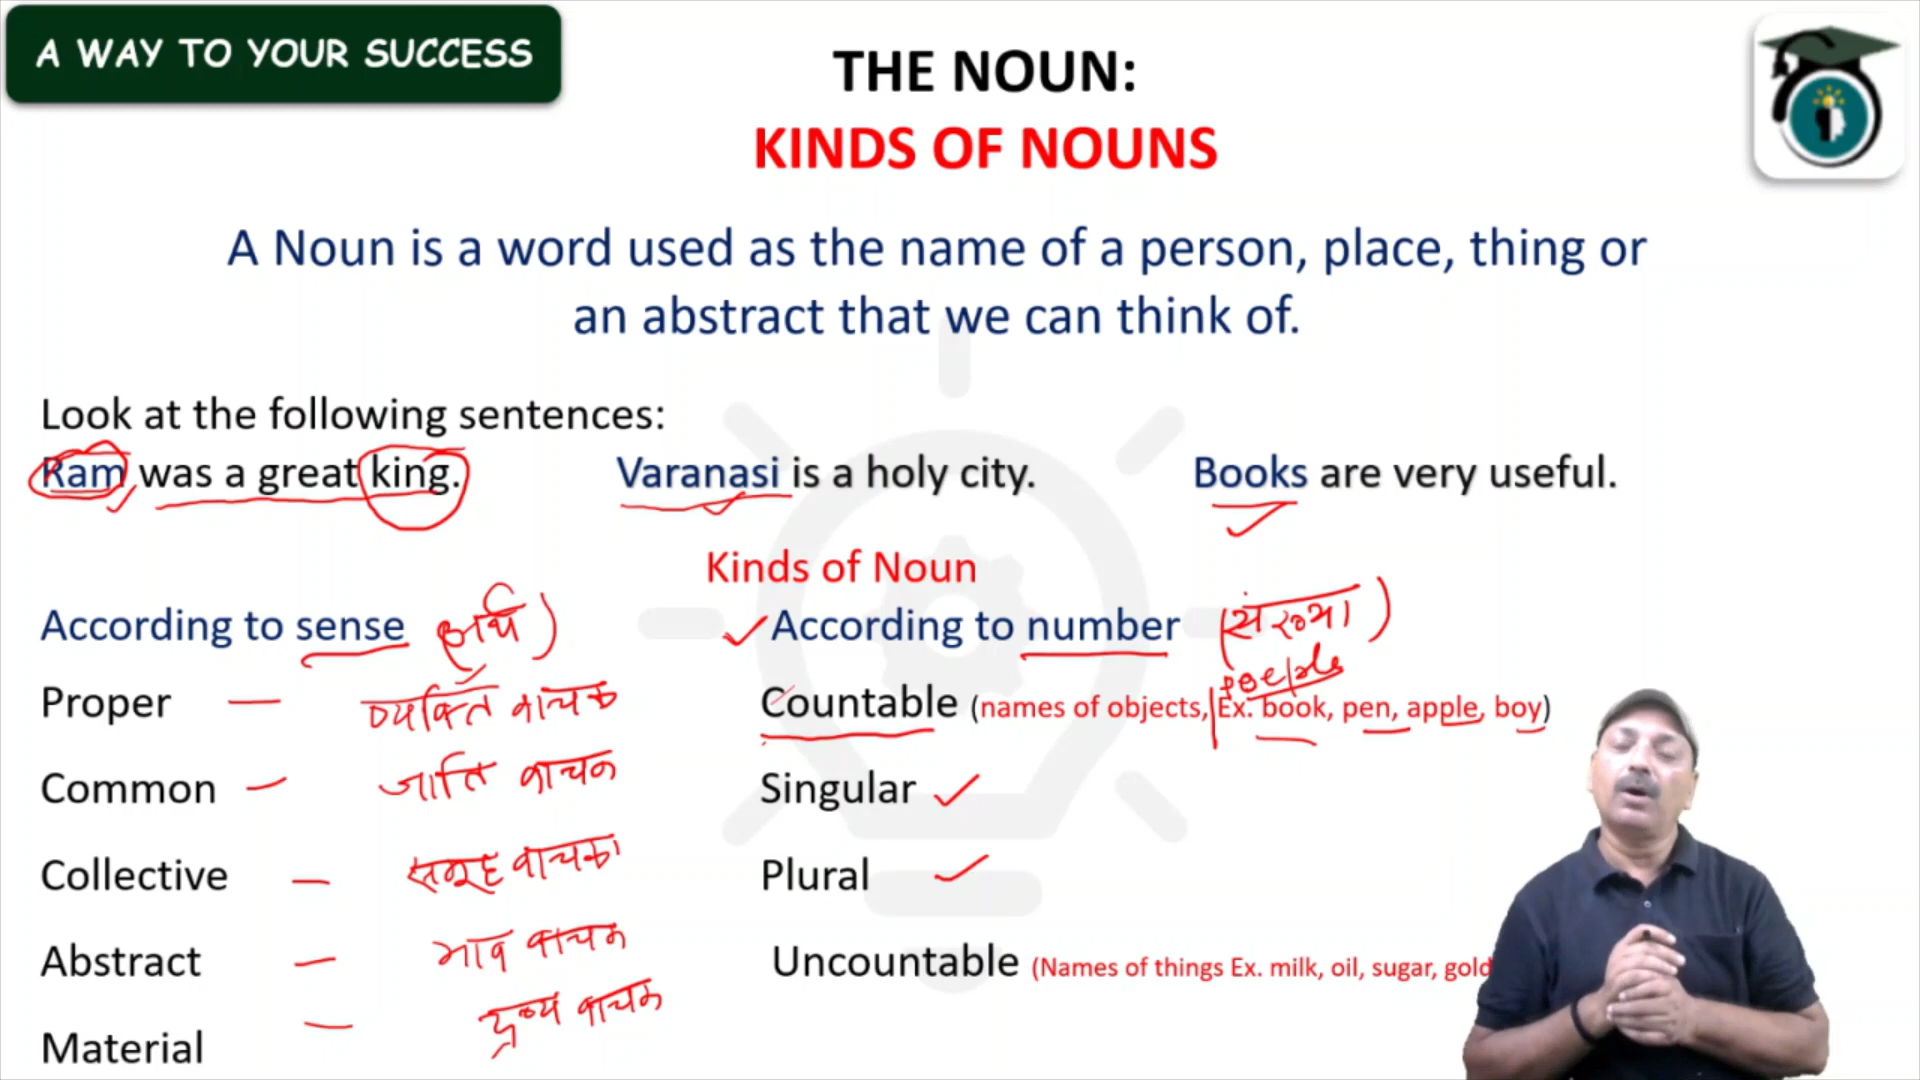 A WAY TO YOUR SUCCESS
THE NOUN:
KINDS OF NOUNS
A Noun is a word used as the name of a person, place, thing or
an abstract that we can think of.
Look at the following sentences:
Ram was a great king. Varanasi is a holy city. Books are very useful.
Kinds of Noun
According to sense (अर्थ) According to number (संख्या)
people
Proper — व्यक्ति वाचक Countable (names of objects, Ex. book, pen, apple, boy)
Common — जाति वाचक Singular
Collective — समूह वाचक Plural
Abstract — भाव वाचक Uncountable (Names of things Ex. milk, oil, sugar, gold
Material — द्रव्य वाचक